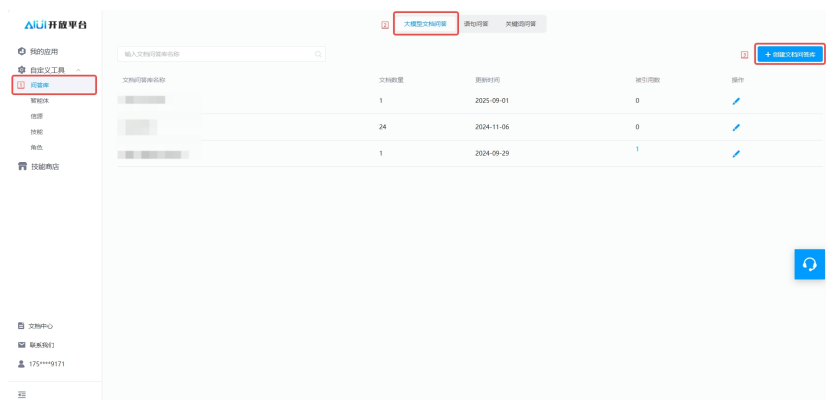 AIUI开放平台
2 大模型文档问答 语句问答 关键词问答
我的应用
输入文档问答库名称
3 + 创建文档问答库
自定义工具
1 问答库
文档问答库名称 文档数量 更新时间 被引用数 操作
智能体
1 2025-09-01 0
信源
技能
24 2024-11-06 0
角色
1 2024-09-29 1
技能商店
文档中心
联系我们
175****9171